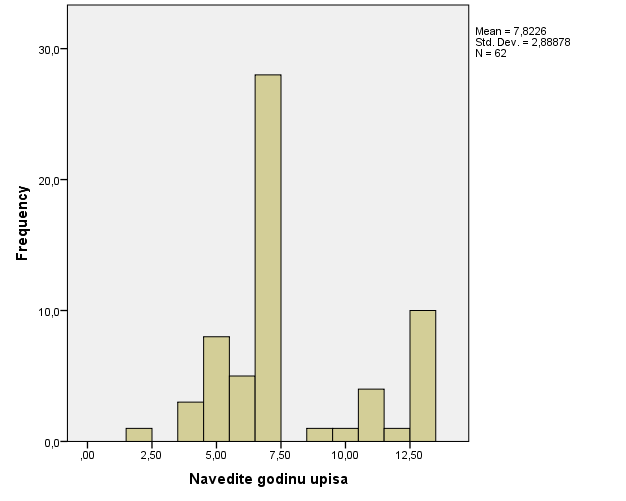 Mean = 7,8226
Std. Dev. = 2,88878
N = 62
30,0
20,0
10,0
0,0
Frequency
,00
2,50
5,00
7,50
10,00
12,50
Navedite godinu upisa